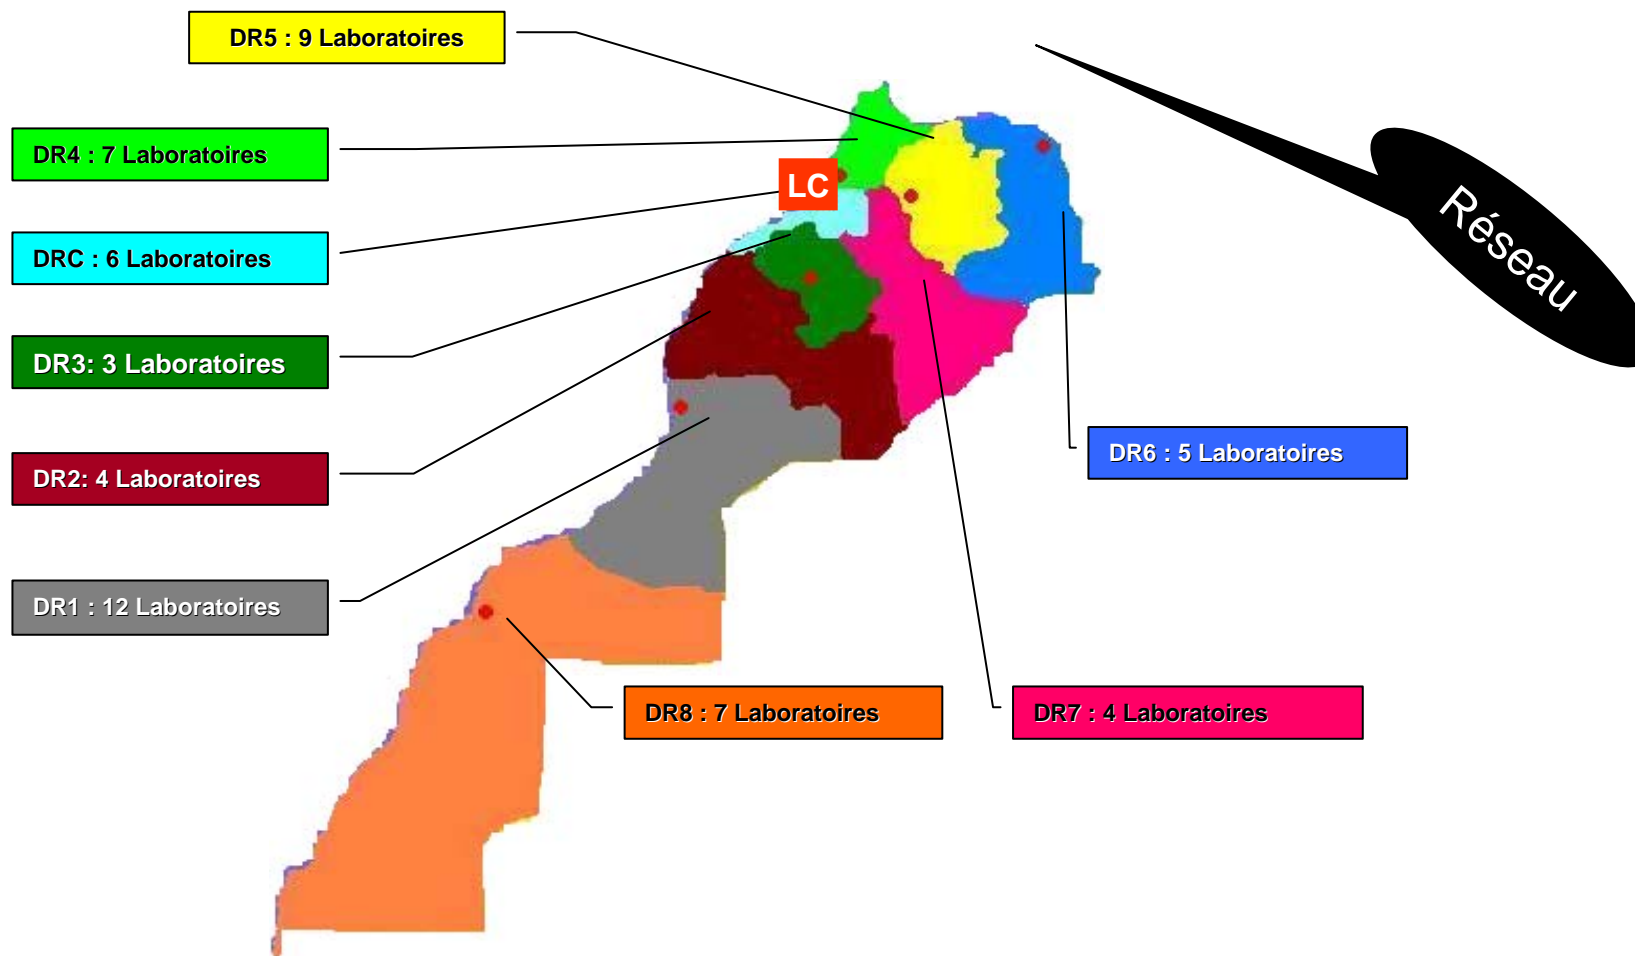 DR5 : 9 Laboratoires
DR4 : 7 Laboratoires
LC
Réseau
DRC : 6 Laboratoires
DR3: 3 Laboratoires
DR2: 4 Laboratoires
DR6 : 5 Laboratoires
DR1 : 12 Laboratoires
DR8 : 7 Laboratoires
DR7 : 4 Laboratoires